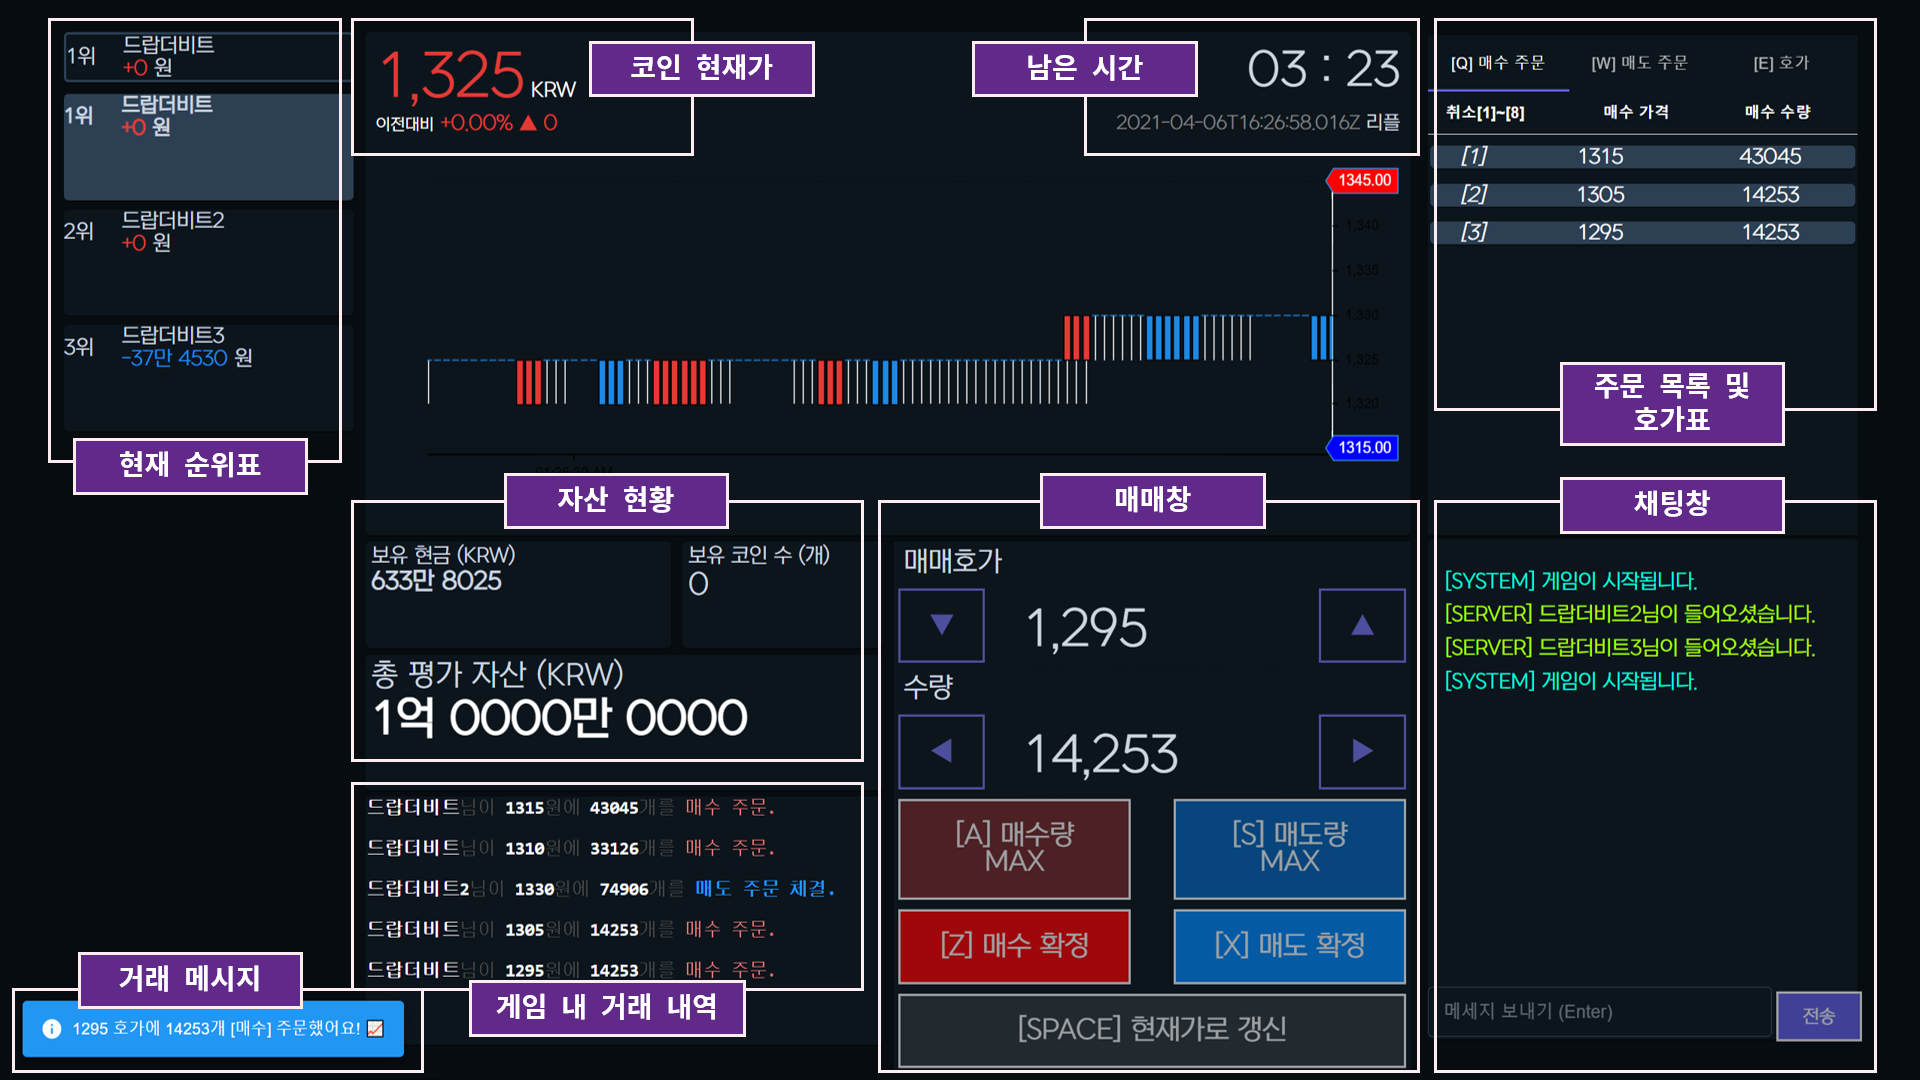 1위 드랍더비트
+0 원
1위 드랍더비트
+0 원
2위 드랍더비트2
+0 원
3위 드랍더비트3
-37만 4530 원
현재 순위표
1,325 KRW
코인 현재가
이전대비 +0.00% ▲ 0
남은 시간
03 : 23
2021-04-06T16:26:58.016Z 리플
1345.00
1,340
1,335
1,330
1,325
1,320
1315.00
[Q] 매수 주문 [W] 매도 주문 [E] 호가
취소[1]~[8] 매수 가격 매수 수량
[1] 1315 43045
[2] 1305 14253
[3] 1295 14253
주문 목록 및
호가표
자산 현황
보유 현금 (KRW)
633만 8025
보유 코인 수 (개)
0
총 평가 자산 (KRW)
1억 0000만 0000
드랍더비트님이 1315원에 43045개를 매수 주문.
드랍더비트님이 1310원에 33126개를 매수 주문.
드랍더비트2님이 1330원에 74906개를 매도 주문 체결.
드랍더비트님이 1305원에 14253개를 매수 주문.
드랍더비트님이 1295원에 14253개를 매수 주문.
게임 내 거래 내역
거래 메시지
1295 호가에 14253개 [매수] 주문했어요! 📈
매매창
매매호가
▼ 1,295 ▲
수량
◀ 14,253 ▶
[A] 매수량
MAX
[S] 매도량
MAX
[Z] 매수 확정
[X] 매도 확정
[SPACE] 현재가로 갱신
채팅창
[SYSTEM] 게임이 시작됩니다.
[SERVER] 드랍더비트2님이 들어오셨습니다.
[SERVER] 드랍더비트3님이 들어오셨습니다.
[SYSTEM] 게임이 시작됩니다.
메세지 보내기 (Enter)
전송